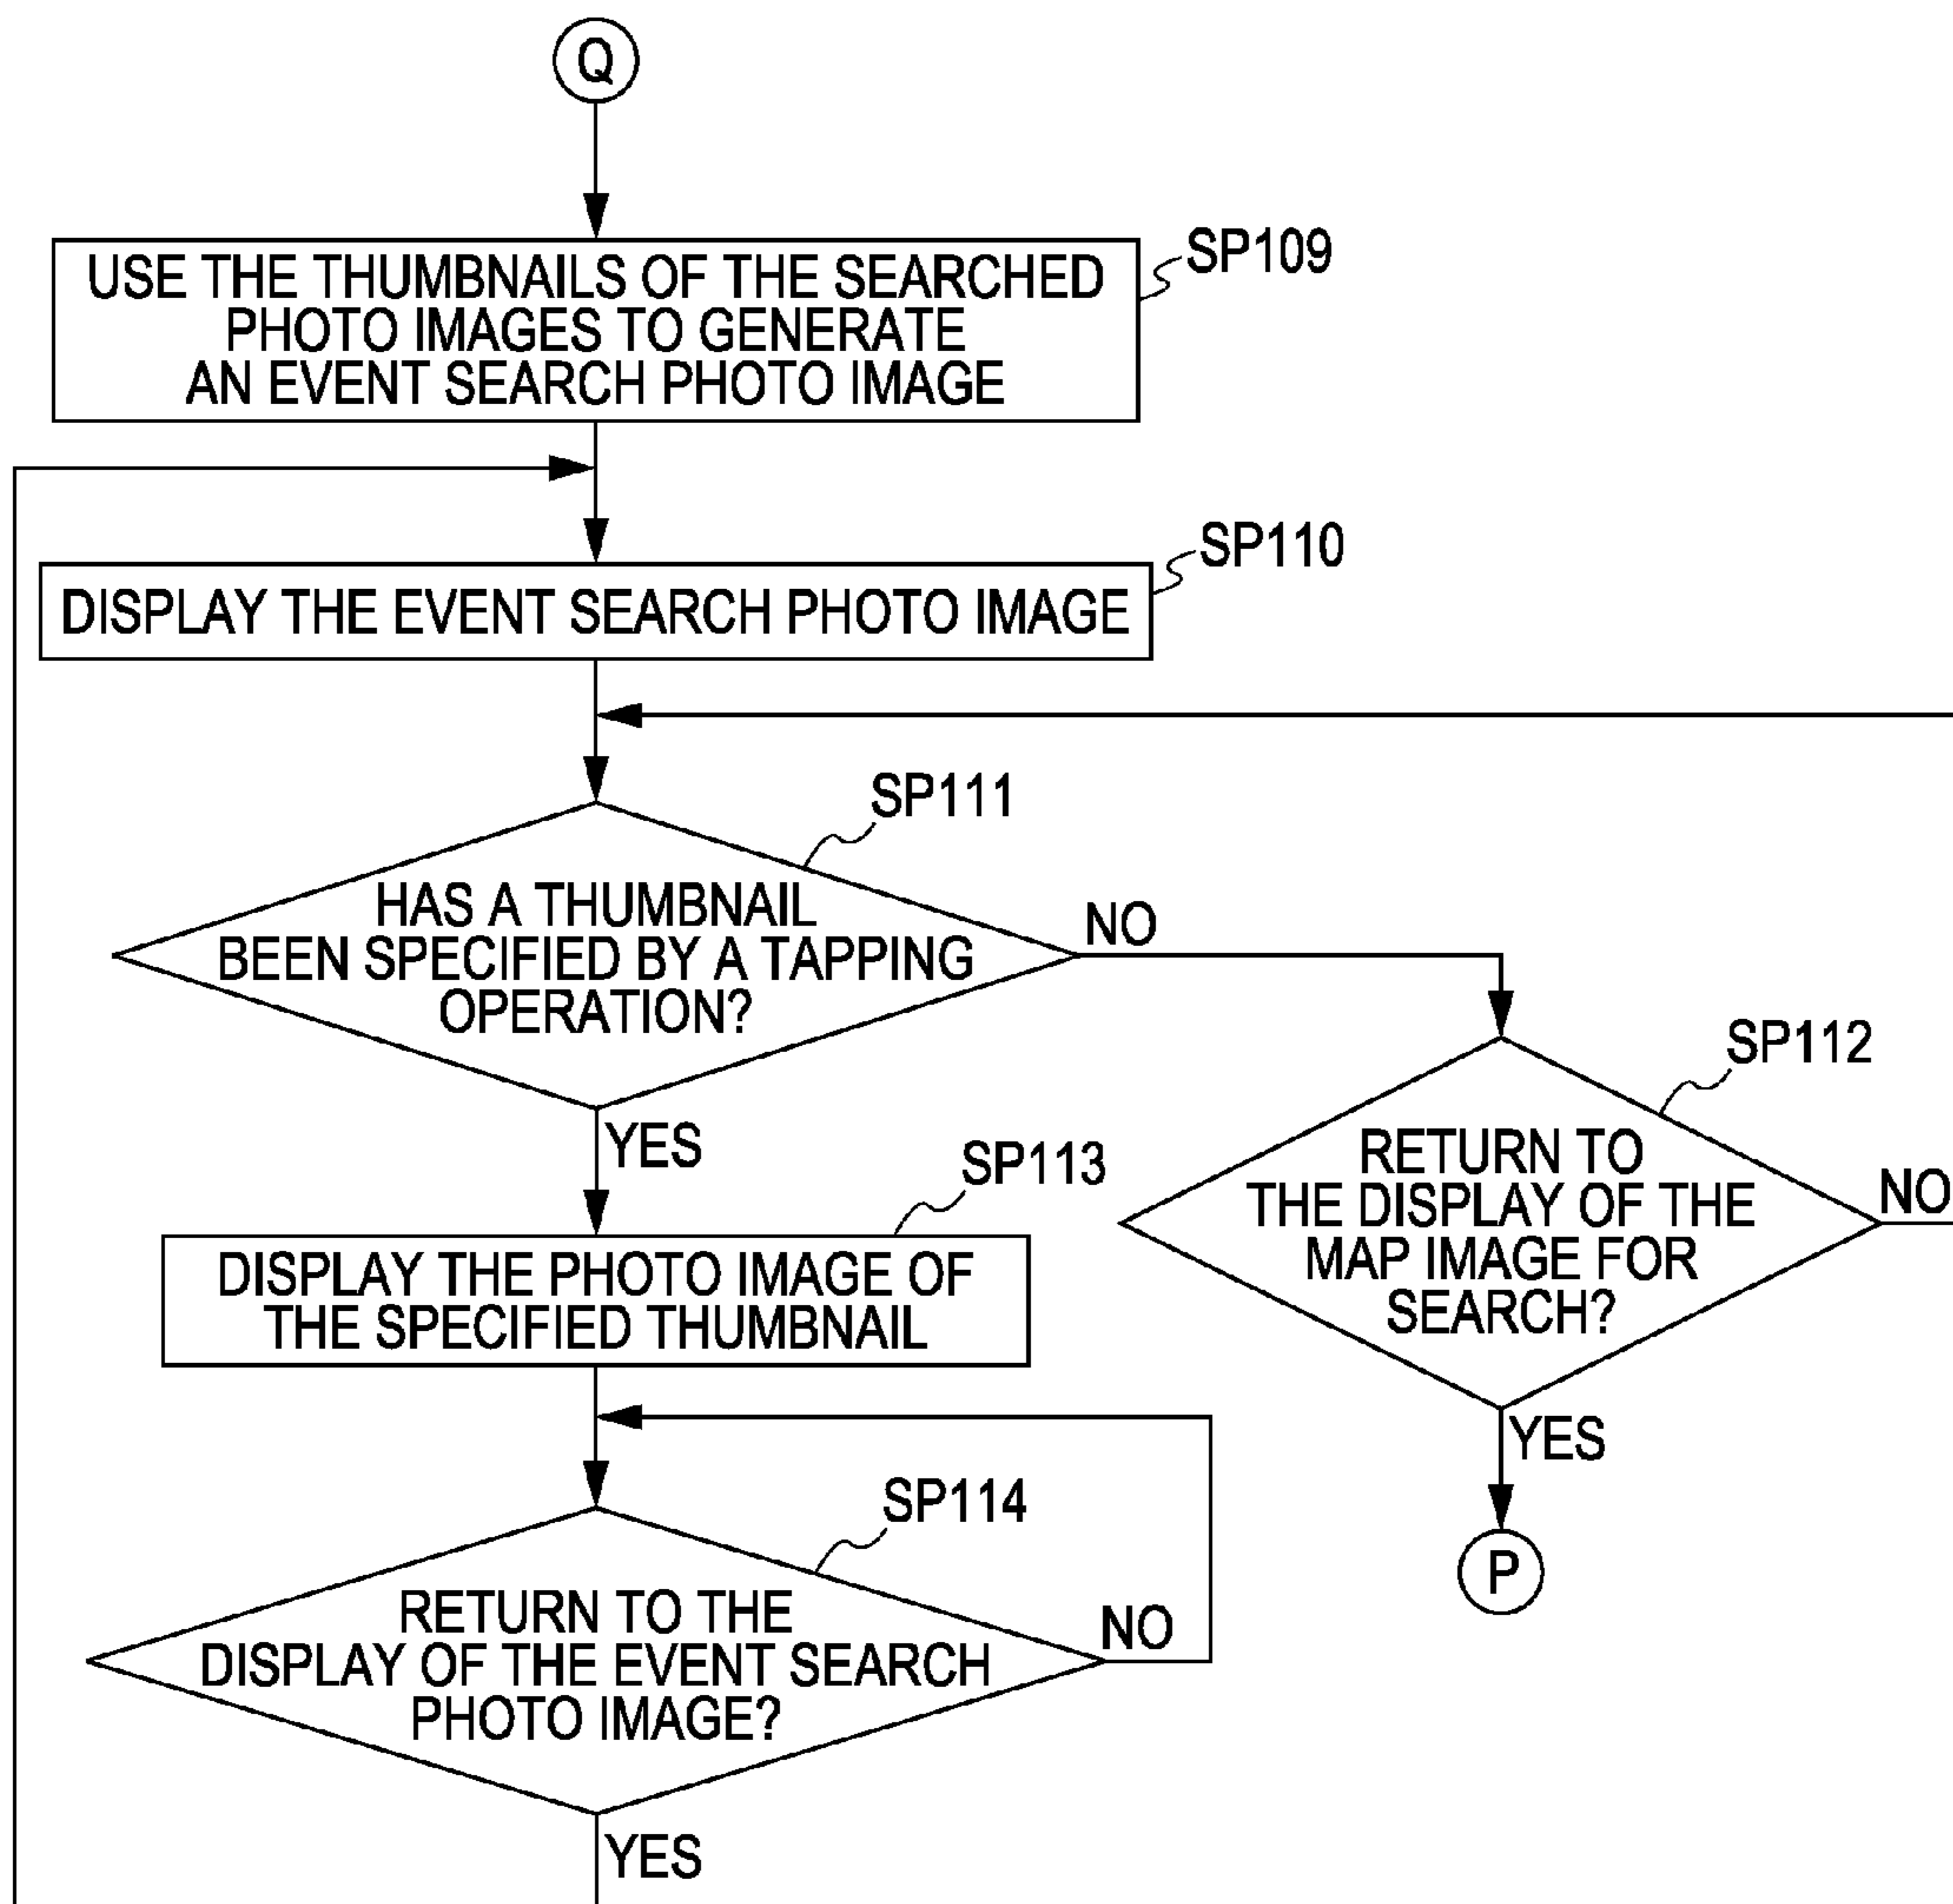 Q
SP109
USE THE THUMBNAILS OF THE SEARCHED
PHOTO IMAGES TO GENERATE
AN EVENT SEARCH PHOTO IMAGE
SP110
DISPLAY THE EVENT SEARCH PHOTO IMAGE
SP111
HAS A THUMBNAIL
BEEN SPECIFIED BY A TAPPING
OPERATION?
NO
YES
SP112
RETURN TO
THE DISPLAY OF THE
MAP IMAGE FOR
SEARCH?
NO
YES
P
SP113
DISPLAY THE PHOTO IMAGE OF
THE SPECIFIED THUMBNAIL
SP114
RETURN TO THE
DISPLAY OF THE EVENT SEARCH
PHOTO IMAGE?
NO
YES